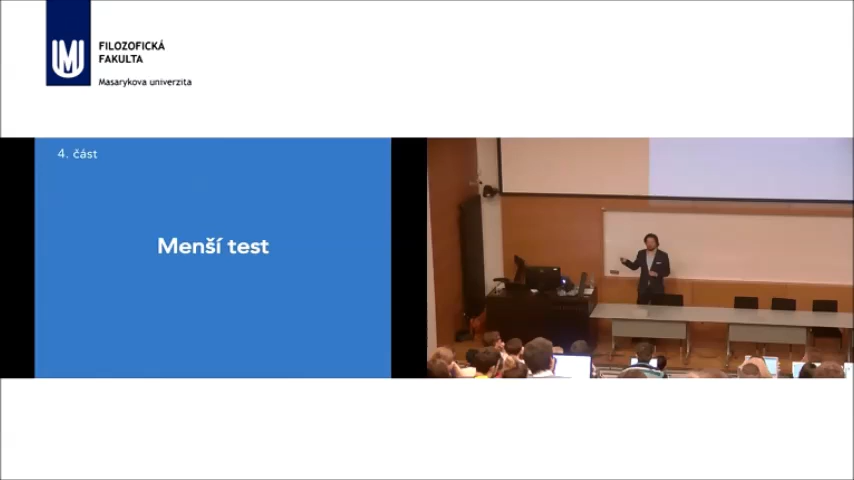 FILOZOFICKÁ
FAKULTA
Masarykova univerzita
4. část
Menší test